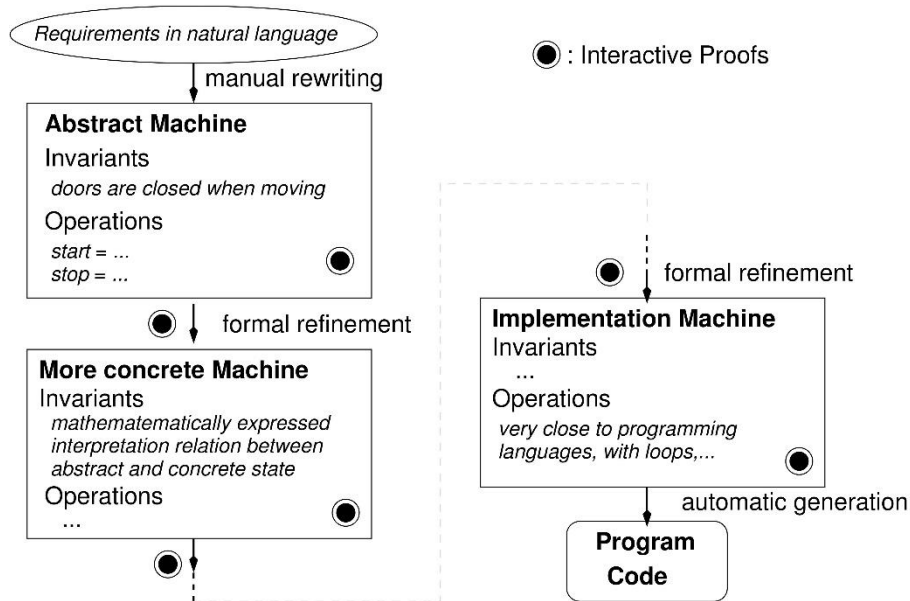 Requirements in natural language
manual rewriting
Abstract Machine
Invariants
doors are closed when moving
Operations
start = ...
stop = ...
formal refinement
More concrete Machine
Invariants
mathematematically expressed
interpretation relation between
abstract and concrete state
Operations
...
: Interactive Proofs
formal refinement
Implementation Machine
Invariants
...
Operations
very close to programming
languages, with loops,...
automatic generation
Program
Code